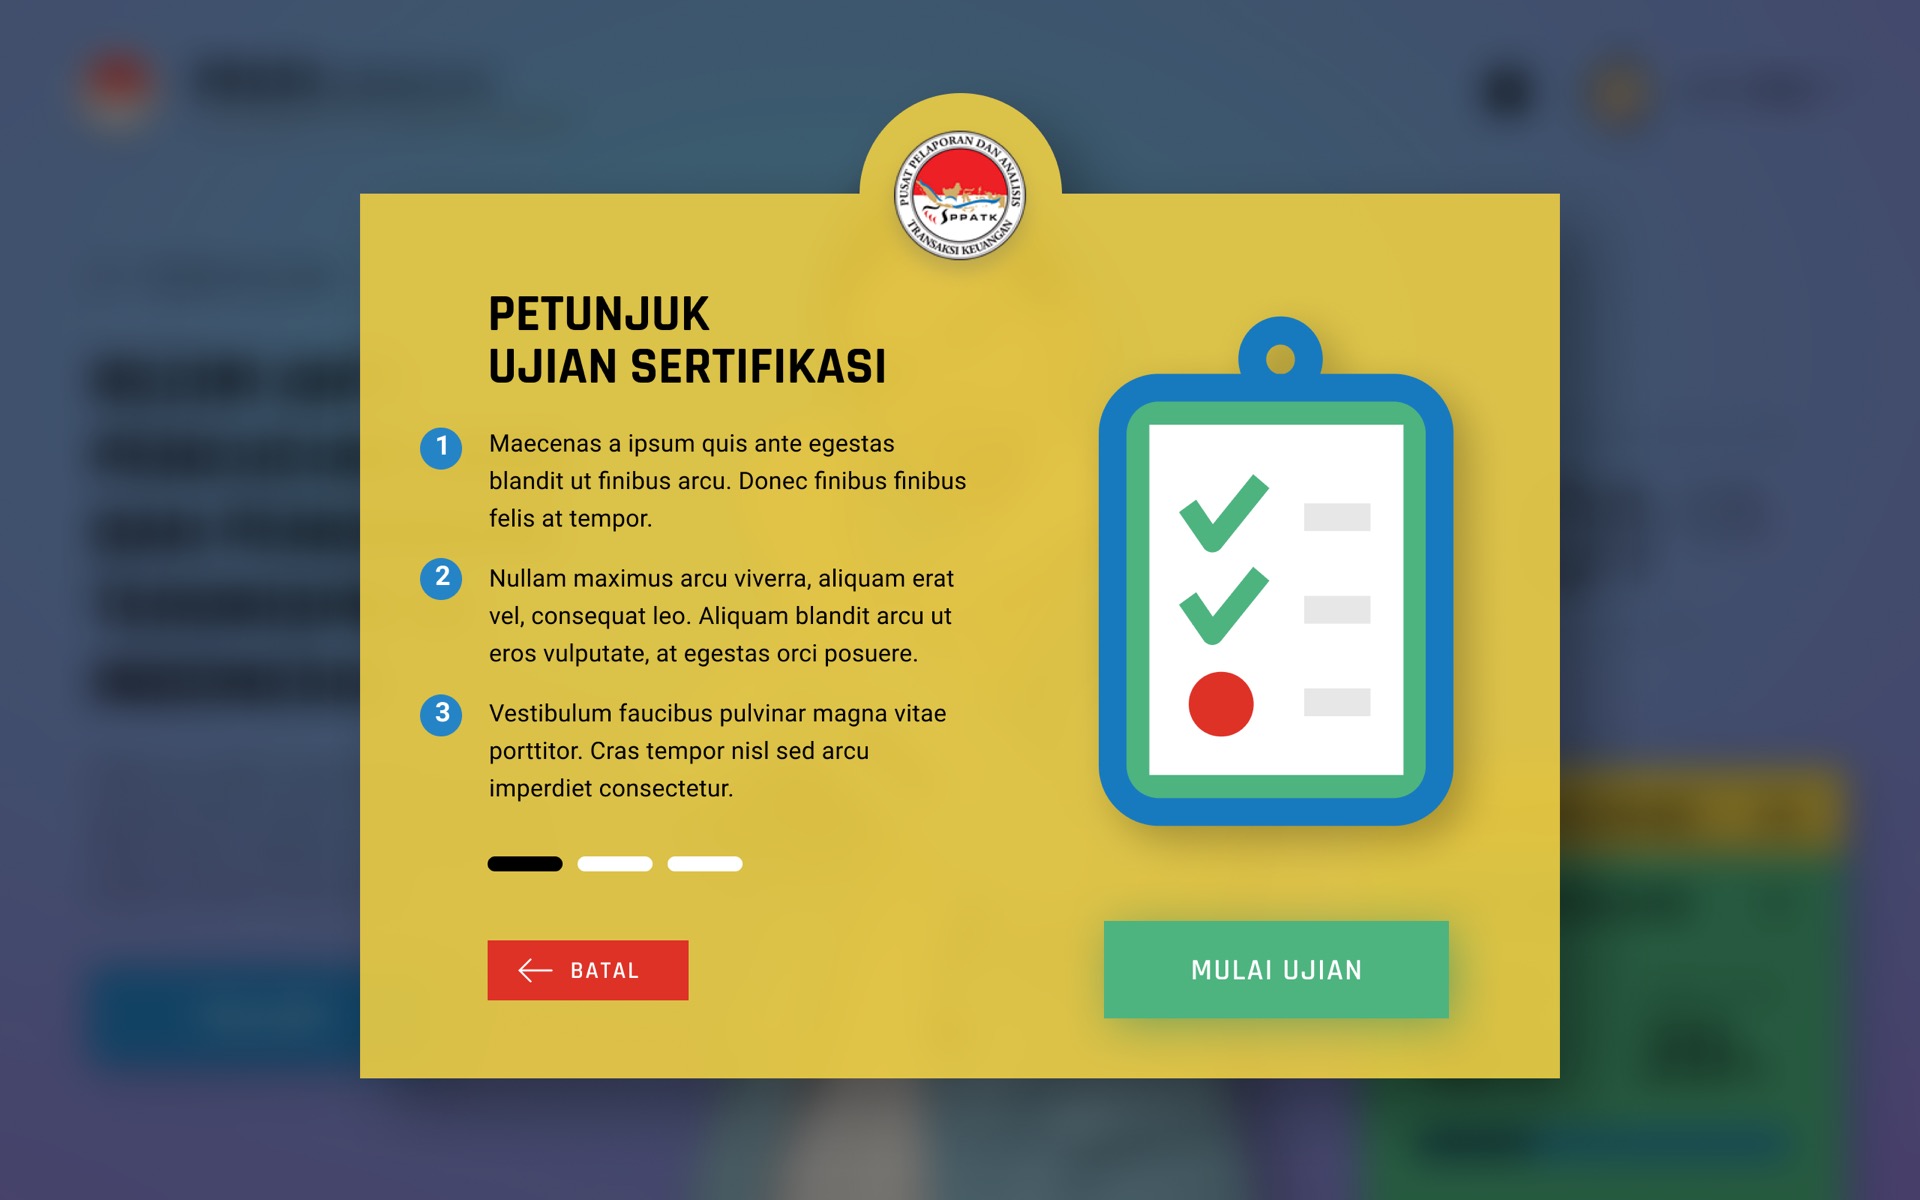 PUSAT PELAPORAN DAN ANALISIS
PPATK
TRANSAKSI KEUANGAN
PETUNJUK
UJIAN SERTIFIKASI
1
Maecenas a ipsum quis ante egestas
blandit ut finibus arcu. Donec finibus finibus
felis at tempor.
2
Nullam maximus arcu viverra, aliquam erat
vel, consequat leo. Aliquam blandit arcu ut
eros vulputate, at egestas orci posuere.
3
Vestibulum faucibus pulvinar magna vitae
porttitor. Cras tempor nisl sed arcu
imperdiet consectetur.
BATAL
MULAI UJIAN